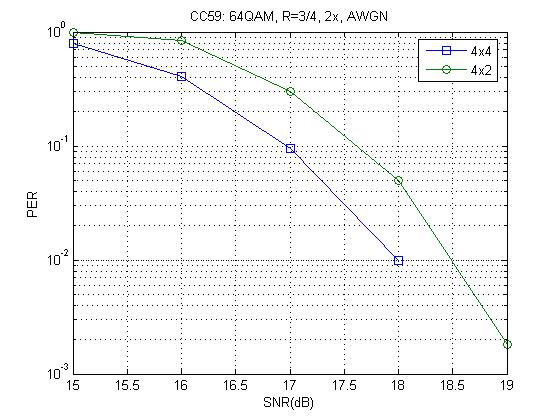 CC59: 64QAM, R=3/4, 2x, AWGN
10^0
10^-1
10^-2
10^-3
PER
4x4
4x2
15 15.5 16 16.5 17 17.5 18 18.5 19
SNR(dB)